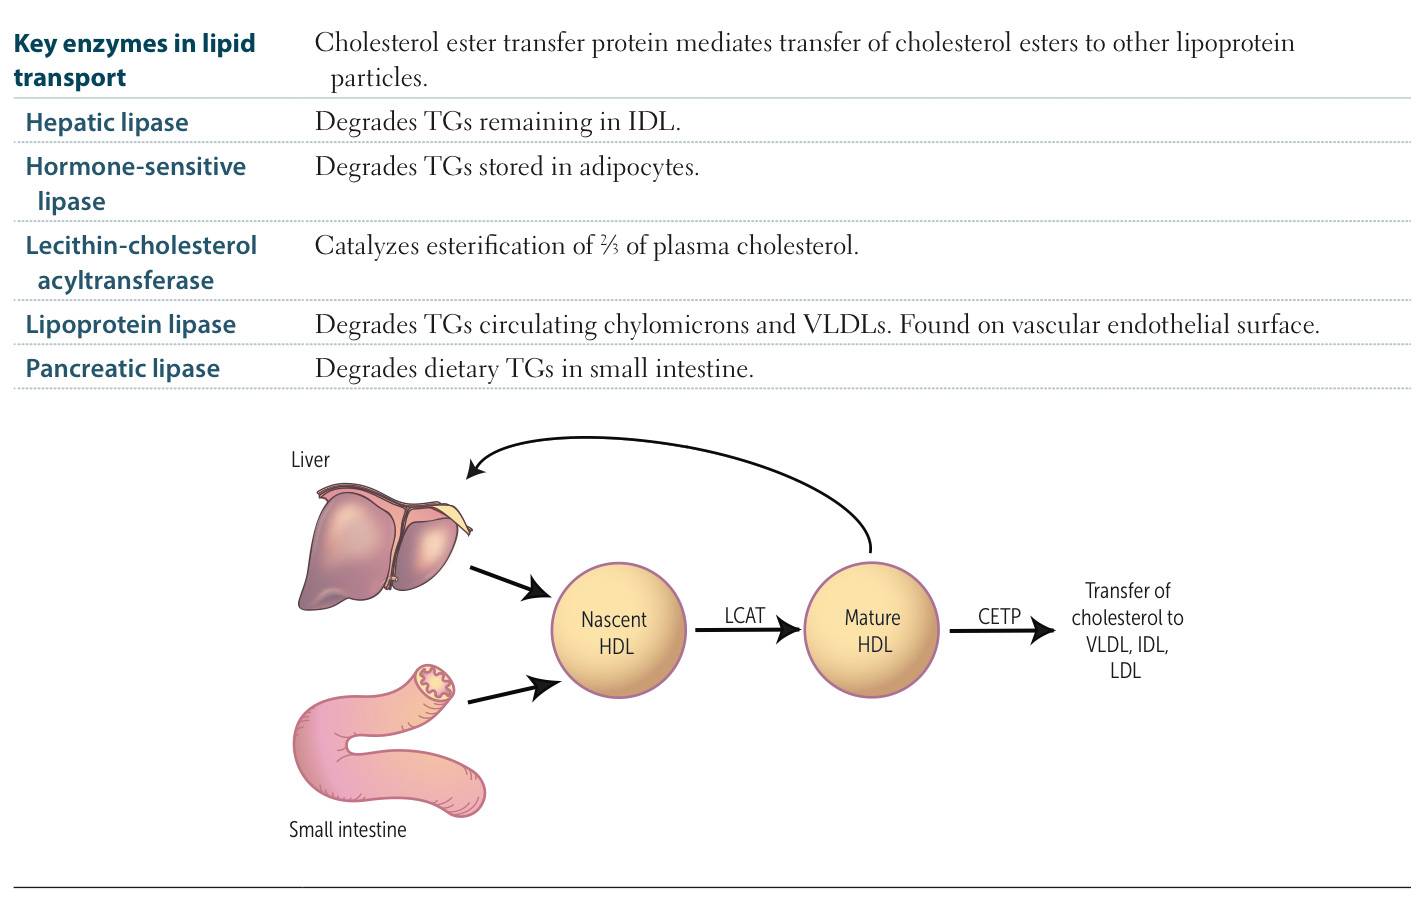 Key enzymes in lipid
transport
Cholesterol ester transfer protein mediates transfer of cholesterol esters to other lipoprotein
particles.
Hepatic lipase
Degrades TGs remaining in IDL.
Hormone-sensitive
lipase
Degrades TGs stored in adipocytes.
Lecithin-cholesterol
acyltransferase
Catalyzes esterification of ⅔ of plasma cholesterol.
Lipoprotein lipase
Degrades TGs circulating chylomicrons and VLDLs. Found on vascular endothelial surface.
Pancreatic lipase
Degrades dietary TGs in small intestine.
Liver
Nascent
HDL
LCAT
Mature
HDL
CETP
Transfer of
cholesterol to
VLDL, IDL,
LDL
Small intestine